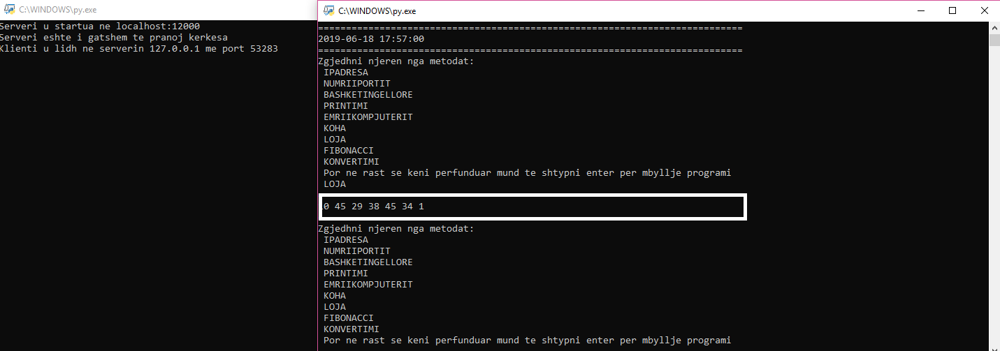 C:\WINDOWS\py.exe
Serveri u startua ne localhost:12000
Serveri eshte i gatshem te pranoj kerkesa
Klienti u lidh ne serverin 127.0.0.1 me port 53283
C:\WINDOWS\py.exe
============================================================================
2019-06-18 17:57:00
============================================================================
Zgjedhni njeren nga metodat:
IPADRESA
NUMRIIPORTIT
BASHKETINGELLORE
PRINTIMI
EMRIIKOMPJUTERIT
KOHA
LOJA
FIBONACCI
KONVERTIMI
Por ne rast se keni perfunduar mund te shtypni enter per mbyllje programi
LOJA
45 29 38 45 34 1
Zgjedhni njeren nga metodat:
IPADRESA
NUMRIIPORTIT
BASHKETINGELLORE
PRINTIMI
EMRIIKOMPJUTERIT
KOHA
LOJA
FIBONACCI
KONVERTIMI
Por ne rast se keni perfunduar mund te shtypni enter per mbyllje programi